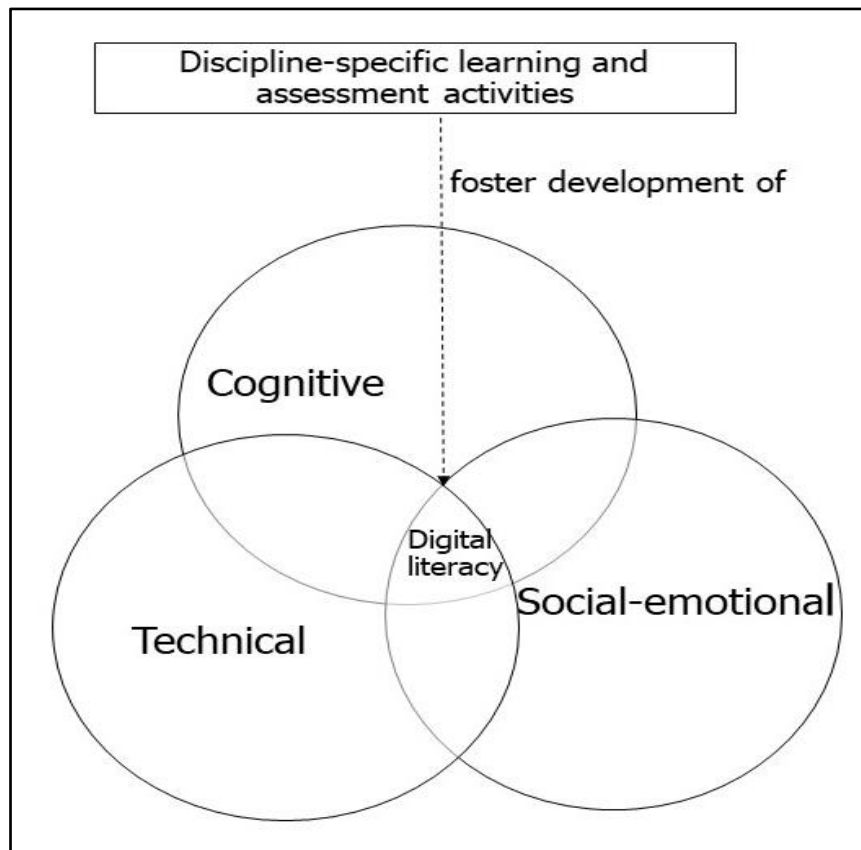 Discipline-specific learning and
assessment activities
foster development of
Cognitive
Digital
literacy
Social-emotional
Technical